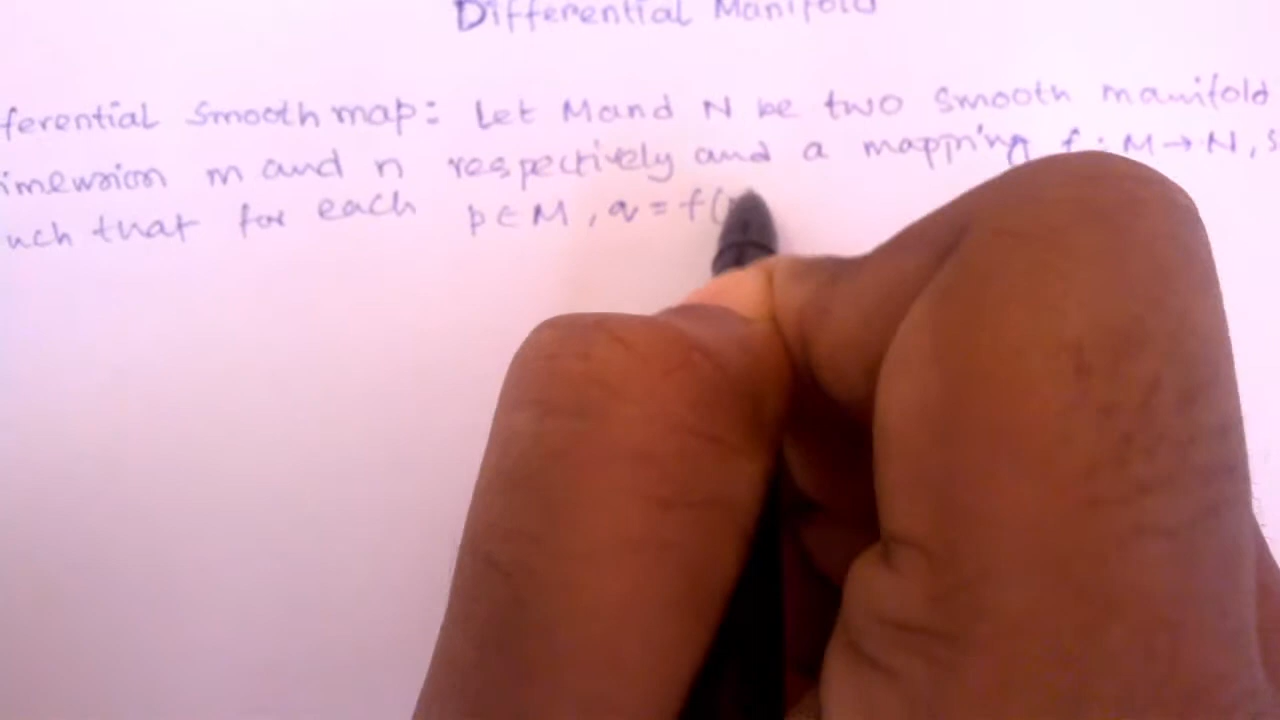 Differential Manifold
ferential Smooth map: Let M and N be two smooth manifold
imension m and n respectively and a mapping f: M → N, s
uch that for each p ∈ M, q = f(